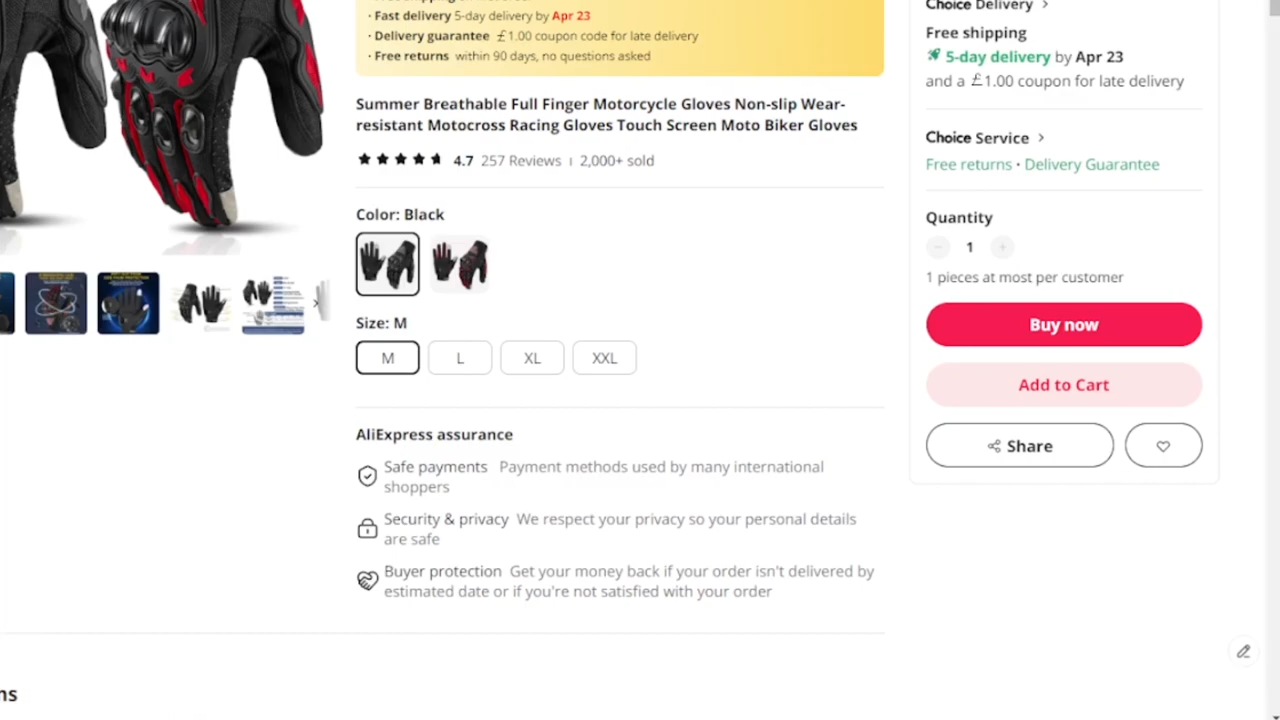 · Fast delivery 5-day delivery by Apr 23
· Delivery guarantee £1.00 coupon code for late delivery
· Free returns within 90 days, no questions asked
Summer Breathable Full Finger Motorcycle Gloves Non-slip Wear-
resistant Motocross Racing Gloves Touch Screen Moto Biker Gloves
4.7 257 Reviews | 2,000+ sold
Color: Black
Size: M
M L XL XXL
AliExpress assurance
Safe payments Payment methods used by many international
shoppers
Security & privacy We respect your privacy so your personal details
are safe
Buyer protection Get your money back if your order isn't delivered by
estimated date or if you're not satisfied with your order
Choice Delivery >
Free shipping
5-day delivery by Apr 23
and a £1.00 coupon for late delivery
Choice Service >
Free returns · Delivery Guarantee
Quantity
− 1 +
1 pieces at most per customer
Buy now
Add to Cart
Share
ns